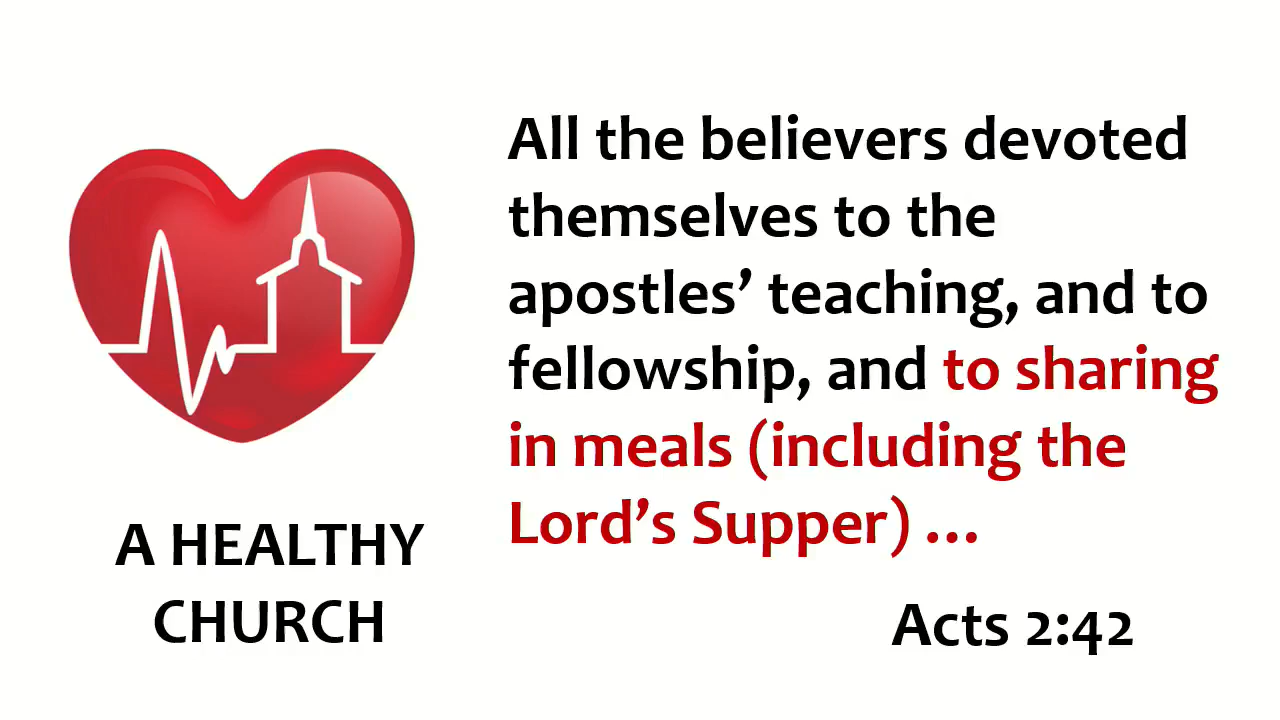 All the believers devoted
themselves to the
apostles’ teaching, and to
fellowship, and to sharing
in meals (including the
Lord’s Supper) …
Acts 2:42
A HEALTHY
CHURCH